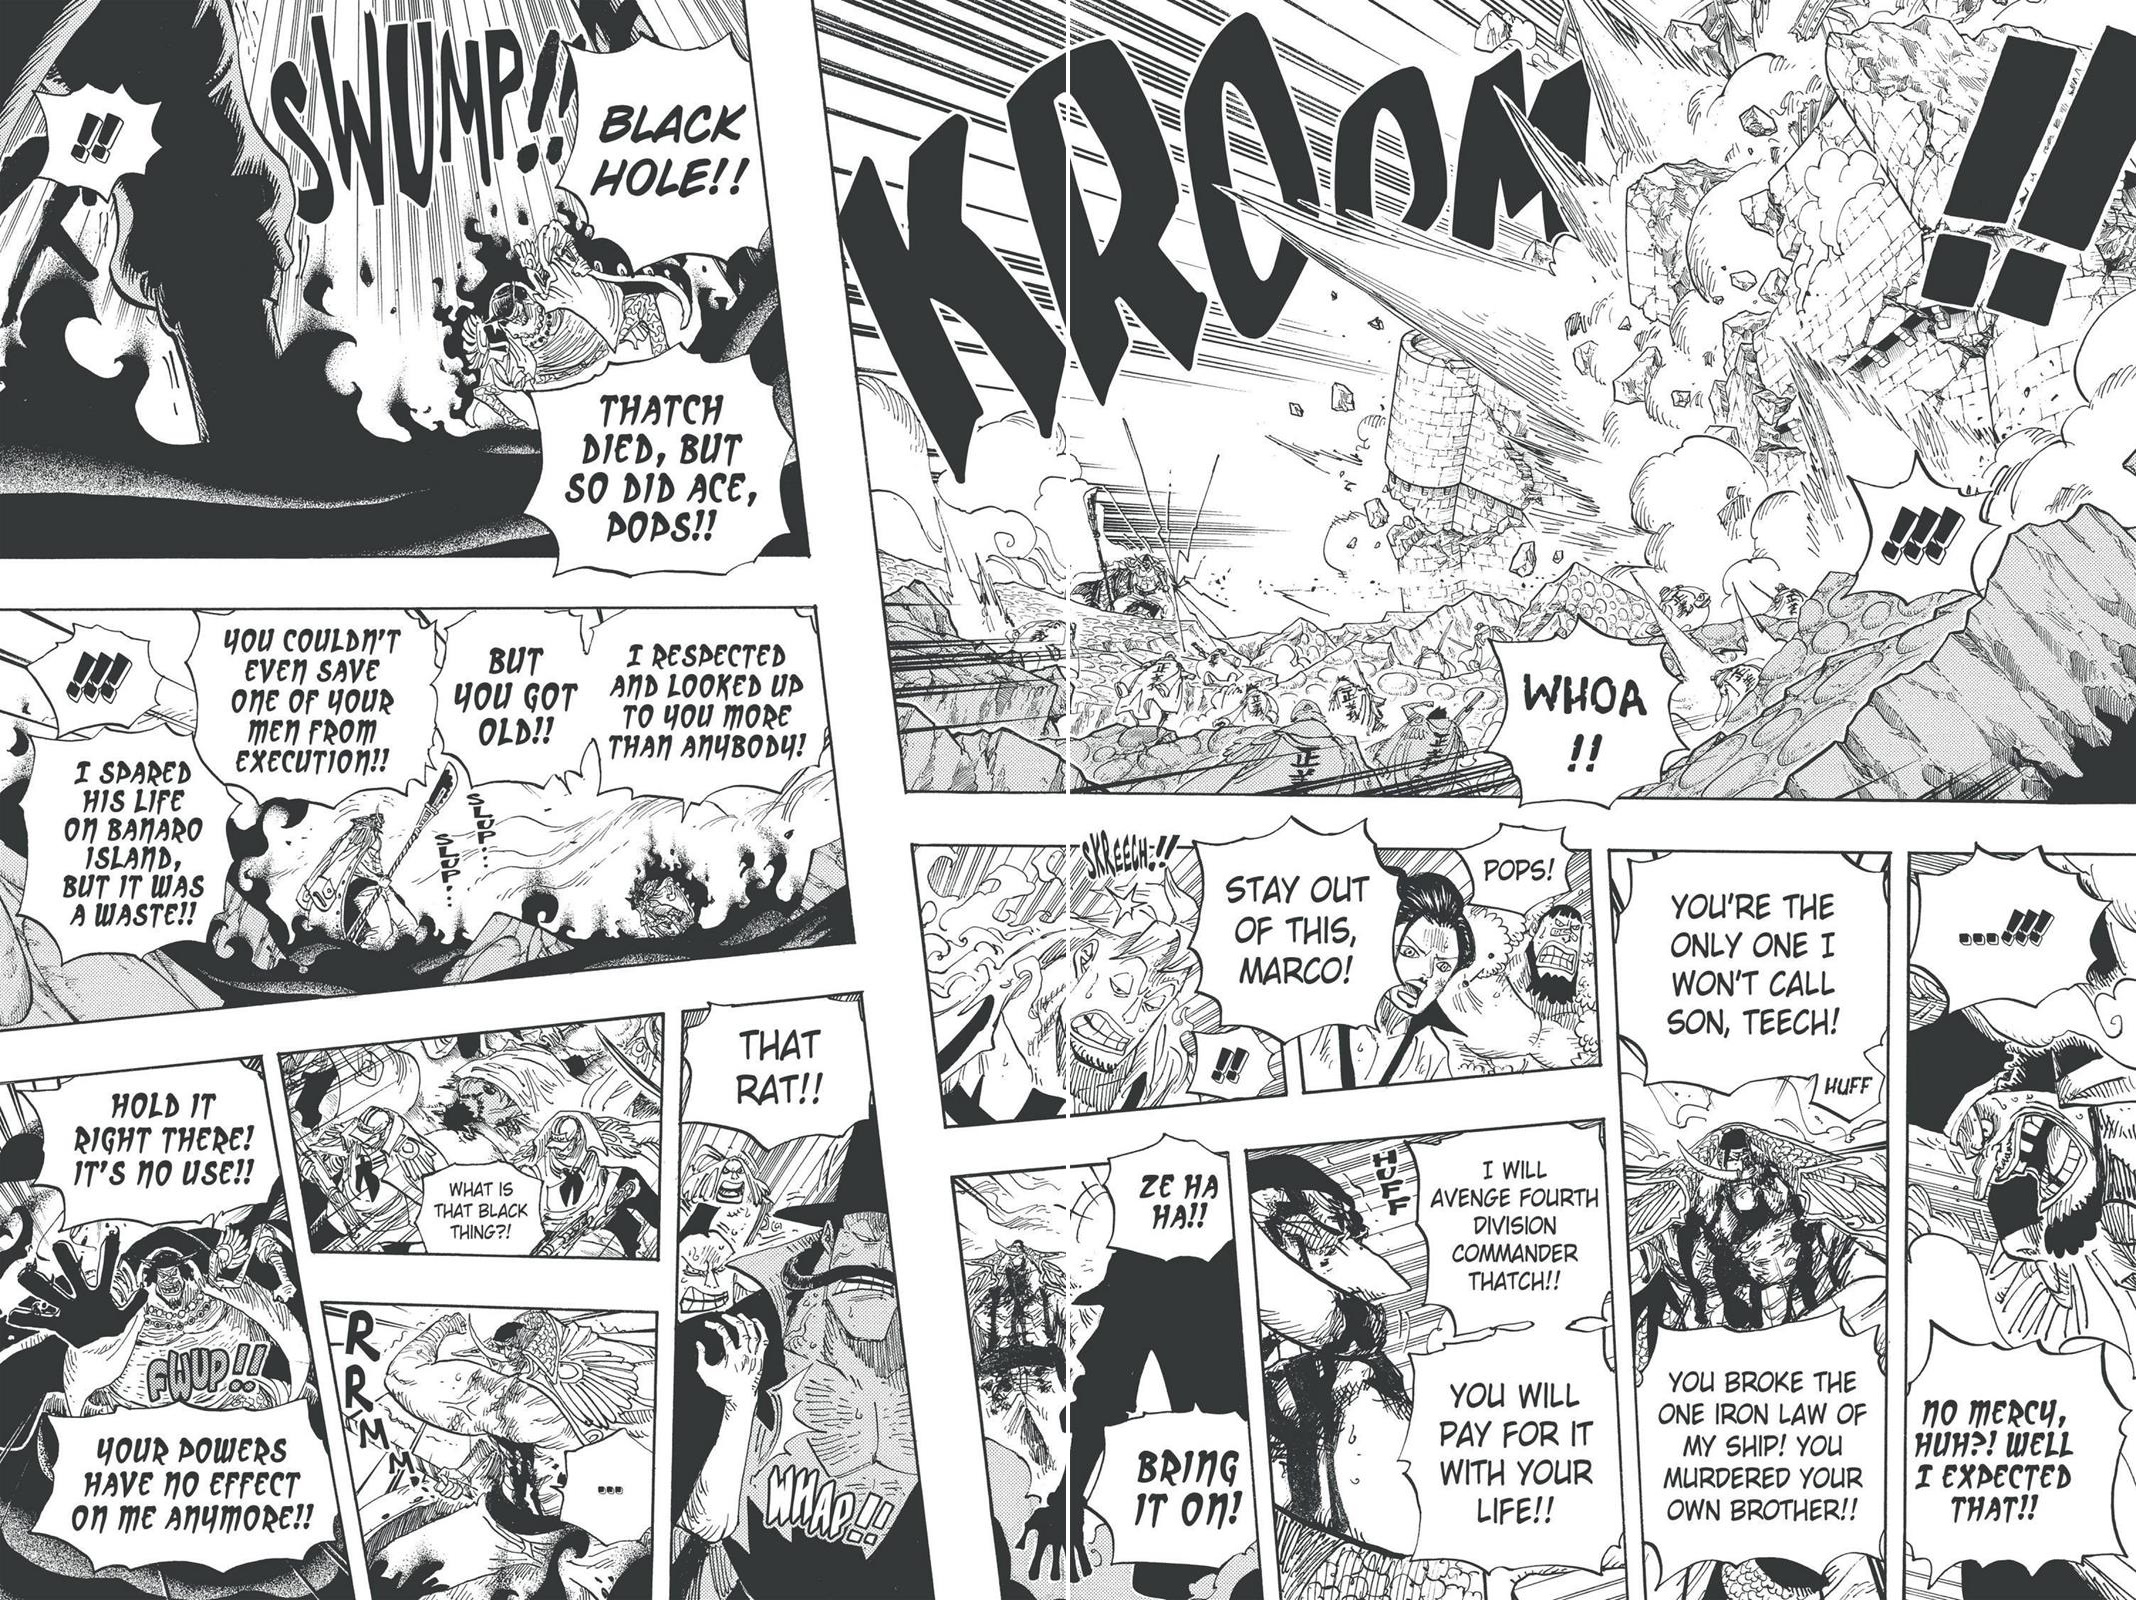 KROOM!!
!!!
WHOA
!!
...!!!
NO MERCY,
HUH?! WELL
I EXPECTED
THAT!!
YOU'RE THE
ONLY ONE I
WON'T CALL
SON, TEECH!
HUFF
YOU BROKE THE
ONE IRON LAW OF
MY SHIP! YOU
MURDERED YOUR
OWN BROTHER!!
POPS!
STAY OUT
OF THIS,
MARCO!
SKREECH!!
!!
I WILL
AVENGE FOURTH
DIVISION
COMMANDER
THATCH!!
HUFF
YOU WILL
PAY FOR IT
WITH YOUR
LIFE!!
ZE HA
HA!!
BRING
IT ON!
BLACK
HOLE!!
SWUMP!!
!!
THATCH
DIED, BUT
SO DID ACE,
POPS!!
I RESPECTED
AND LOOKED UP
TO YOU MORE
THAN ANYBODY!
BUT
YOU GOT
OLD!!
SLUP...
SLUP...
YOU COULDN'T
EVEN SAVE
ONE OF YOUR
MEN FROM
EXECUTION!!
!!!
I SPARED
HIS LIFE
ON BANARO
ISLAND,
BUT IT WAS
A WASTE!!
THAT
RAT!!
WHAP!!
WHAT IS
THAT BLACK
THING?!
RRMM
...
HOLD IT
RIGHT THERE!
IT'S NO USE!!
FWUP!!
YOUR POWERS
HAVE NO EFFECT
ON ME ANYMORE!!